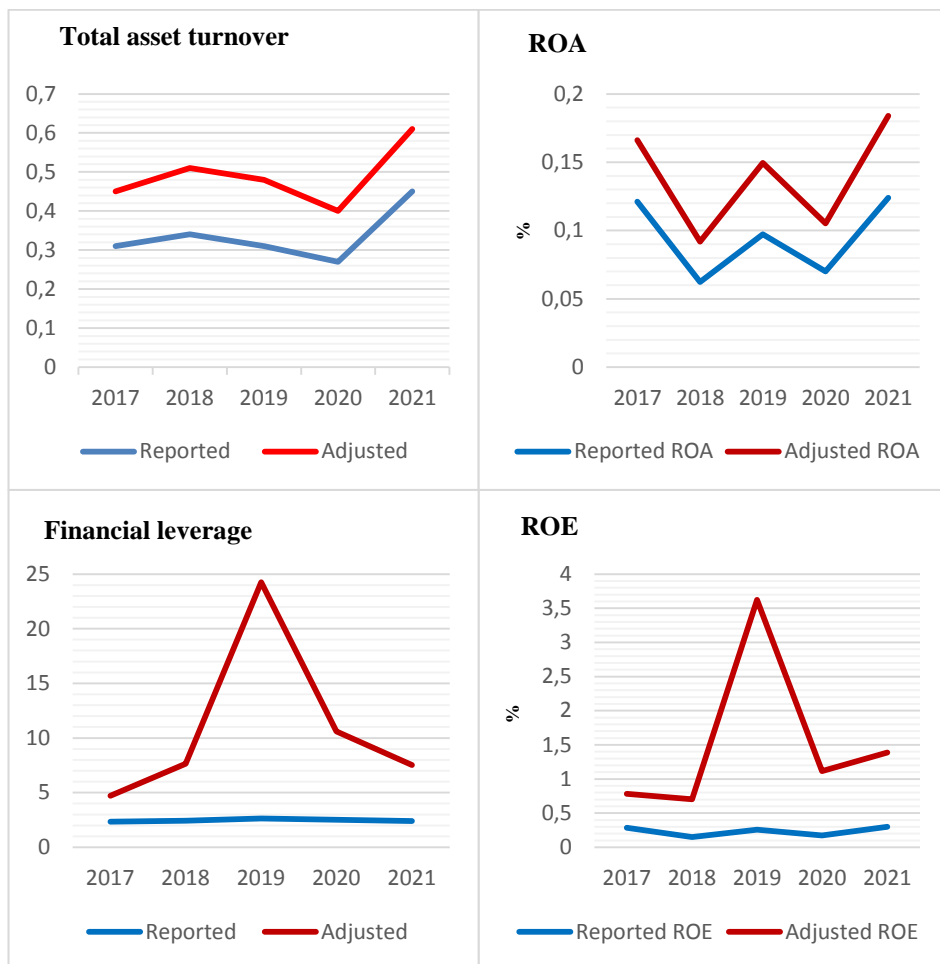 Total asset turnover
0,7
0,6
0,5
0,4
0,3
0,2
0,1
0
2017 2018 2019 2020 2021
Reported Adjusted
ROA
%
0,2
0,15
0,1
0,05
0
2017 2018 2019 2020 2021
Reported ROA Adjusted ROA
Financial leverage
25
20
15
10
5
0
2017 2018 2019 2020 2021
Reported Adjusted
ROE
%
4
3,5
3
2,5
2
1,5
1
0,5
0
2017 2018 2019 2020 2021
Reported ROE Adjusted ROE